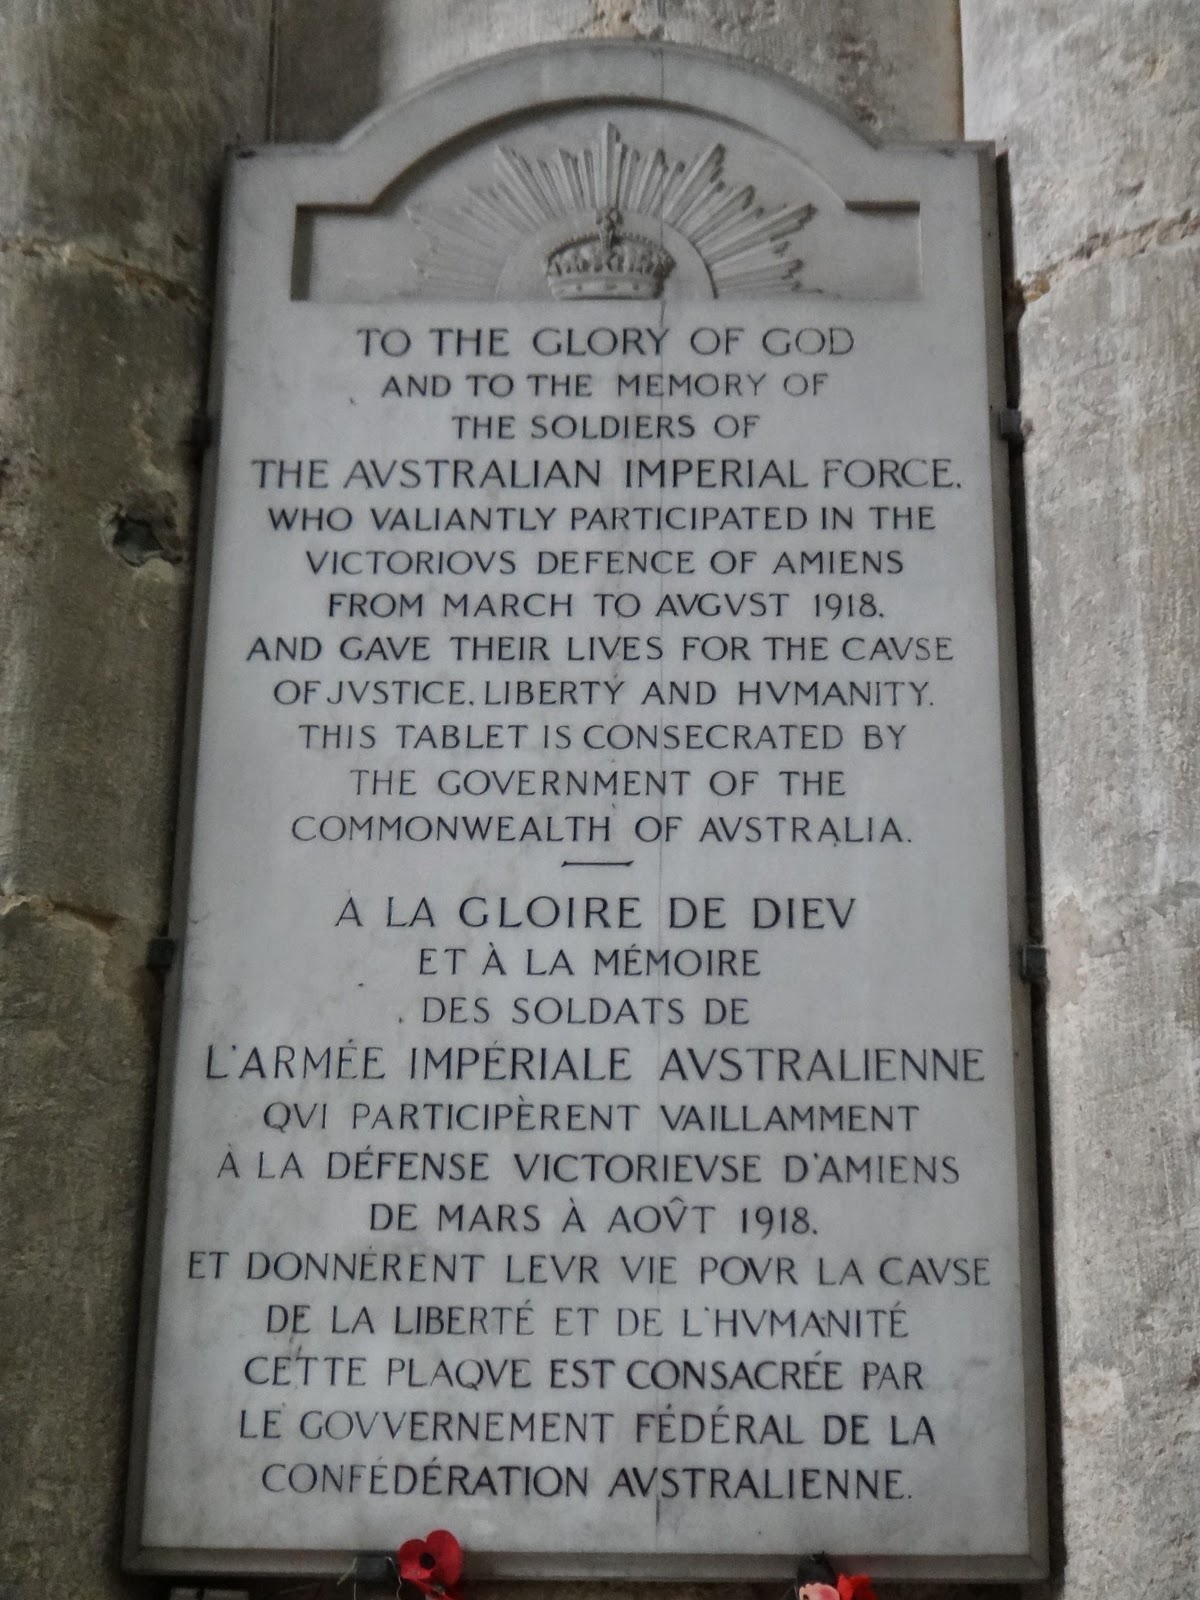 TO THE GLORY OF GOD
AND TO THE MEMORY OF
THE SOLDIERS OF
THE AVSTRALIAN IMPERIAL FORCE.
WHO VALIANTLY PARTICIPATED IN THE
VICTORIOVS DEFENCE OF AMIENS
FROM MARCH TO AVGVST 1918.
AND GAVE THEIR LIVES FOR THE CAVSE
OF JVSTICE, LIBERTY AND HVMANITY.
THIS TABLET IS CONSECRATED BY
THE GOVERNMENT OF THE
COMMONWEALTH OF AVSTRALIA.
A LA GLOIRE DE DIEV
ET À LA MÉMOIRE
DES SOLDATS DE
L'ARMÉE IMPÉRIALE AVSTRALIENNE
QVI PARTICIPÈRENT VAILLAMMENT
À LA DÉFENSE VICTORIEVSE D'AMIENS
DE MARS À AOV̂T 1918.
ET DONNÈRENT LEVR VIE POVR LA CAVSE
DE LA LIBERTÉ ET DE L'HVMANITÉ
CETTE PLAQVE EST CONSACRÉE PAR
LE GOVVERNEMENT FÉDÉRAL DE LA
CONFÉDÉRATION AVSTRALIENNE.